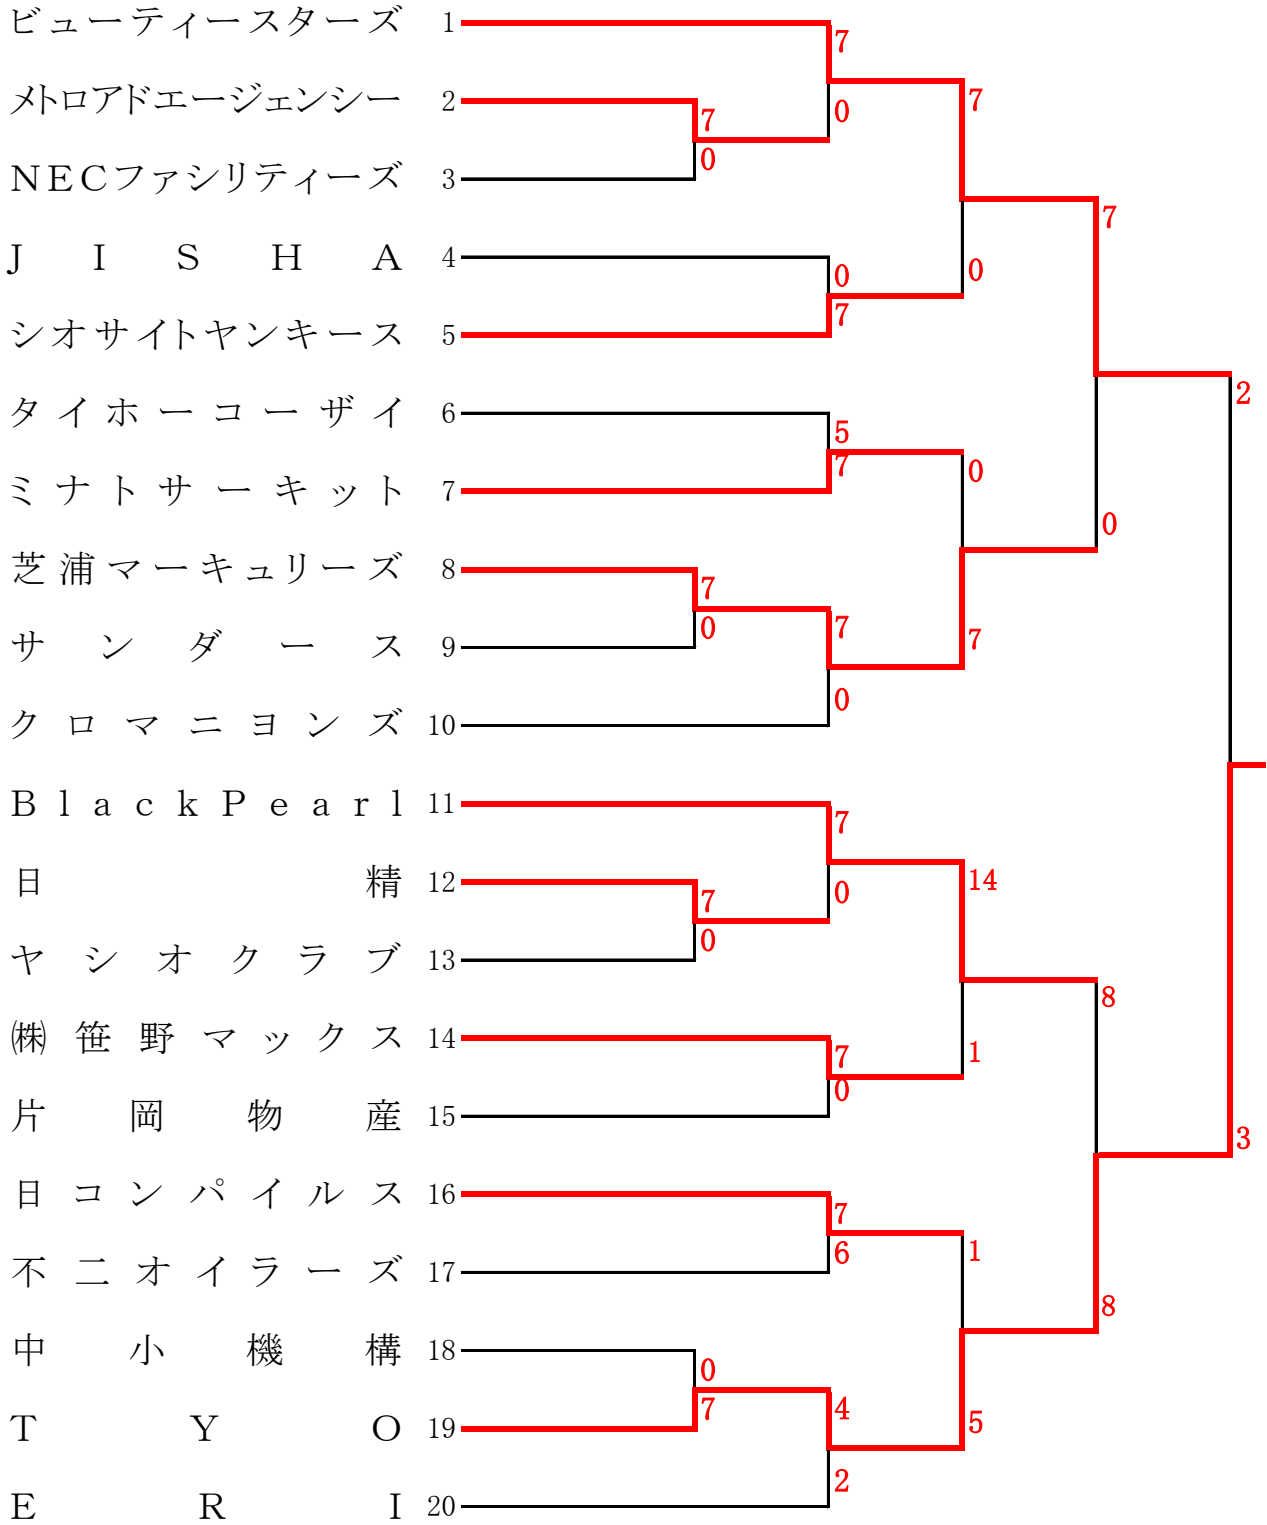 ビューティースターズ 1
7
メトロアドエージェンシー 2
7
0
7
0
NECファシリティーズ 3
7
JISHA 4
0
0
シオサイトヤンキース 5
7
2
タイホーコーザイ 6
5
7
0
ミナトサーキット 7
0
芝浦マーキュリーズ 8
7
0
7
7
サンダース 9
0
クロマニヨンズ 10
BlackPearl 11
7
日精 12
7
0
14
0
ヤシオクラブ 13
8
㈱笹野マックス 14
7
1
0
片岡物産 15
3
日コンパイルス 16
7
6
1
不二オイラーズ 17
8
中小機構 18
0
7
4
5
TYO 19
2
ERI 20